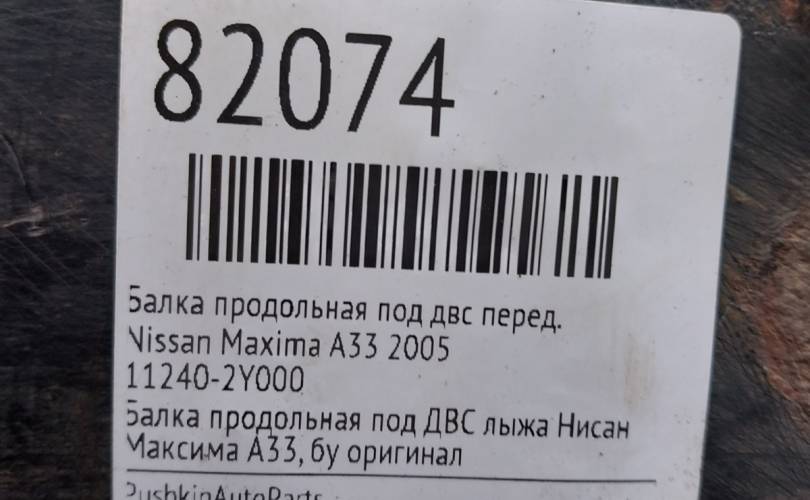 82074
Балка продольная под двс перед.
Nissan Maxima A33 2005
11240-2Y000
Балка продольная под ДВС лыжа Нисан
Максима А33, бу оригинал
PushkinAutoParts